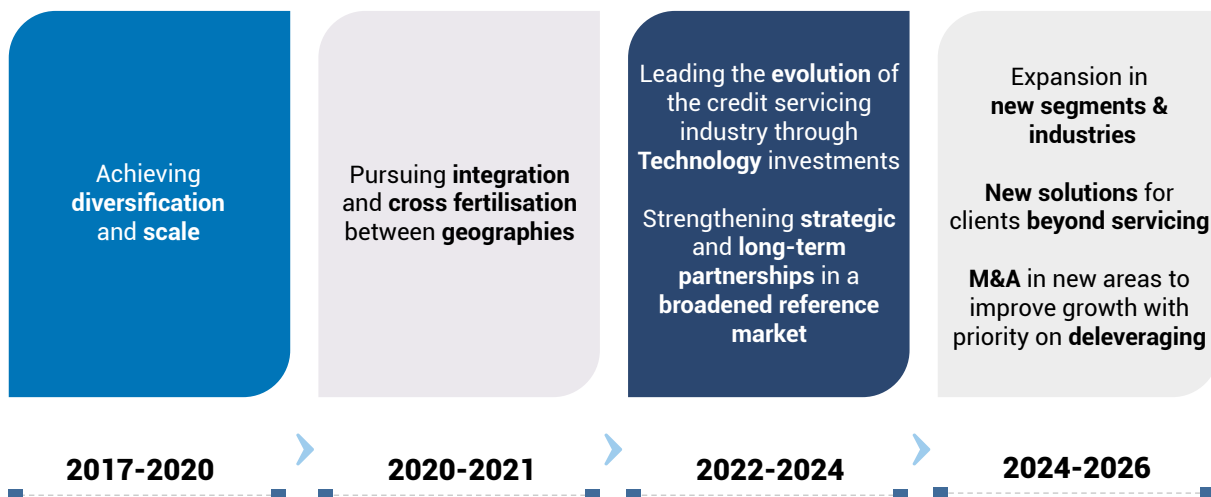 Achieving
diversification
and scale
Pursuing integration
and cross fertilisation
between geographies
Leading the evolution of
the credit servicing
industry through
Technology investments
Strengthening strategic
and long-term
partnerships in a
broadened reference
market
Expansion in
new segments &
industries
New solutions for
clients beyond servicing
M&A in new areas to
improve growth with
priority on deleveraging
2017-2020
2020-2021
2022-2024
2024-2026